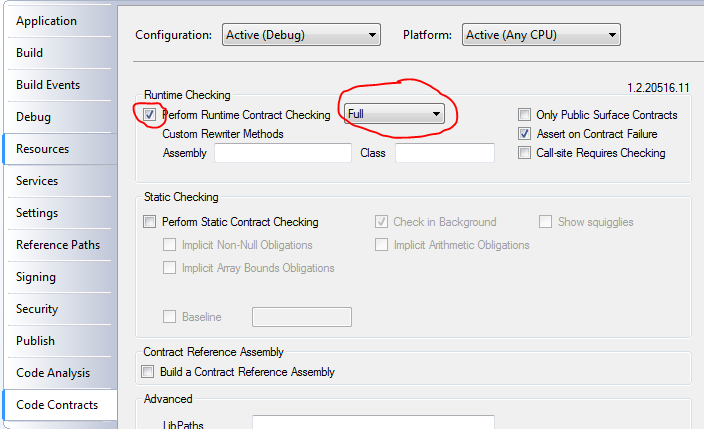 Application
Build
Build Events
Debug
Resources
Services
Settings
Reference Paths
Signing
Security
Publish
Code Analysis
Code Contracts
Configuration: Active (Debug) Platform: Active (Any CPU)
1.2.20516.11
Runtime Checking
Perform Runtime Contract Checking Full Only Public Surface Contracts
Custom Rewriter Methods Assert on Contract Failure
Assembly Class Call-site Requires Checking
Static Checking
Perform Static Contract Checking Check in Background Show squigglies
Implicit Non-Null Obligations Implicit Arithmetic Obligations
Implicit Array Bounds Obligations
Baseline
Contract Reference Assembly
Build a Contract Reference Assembly
Advanced
LibPaths